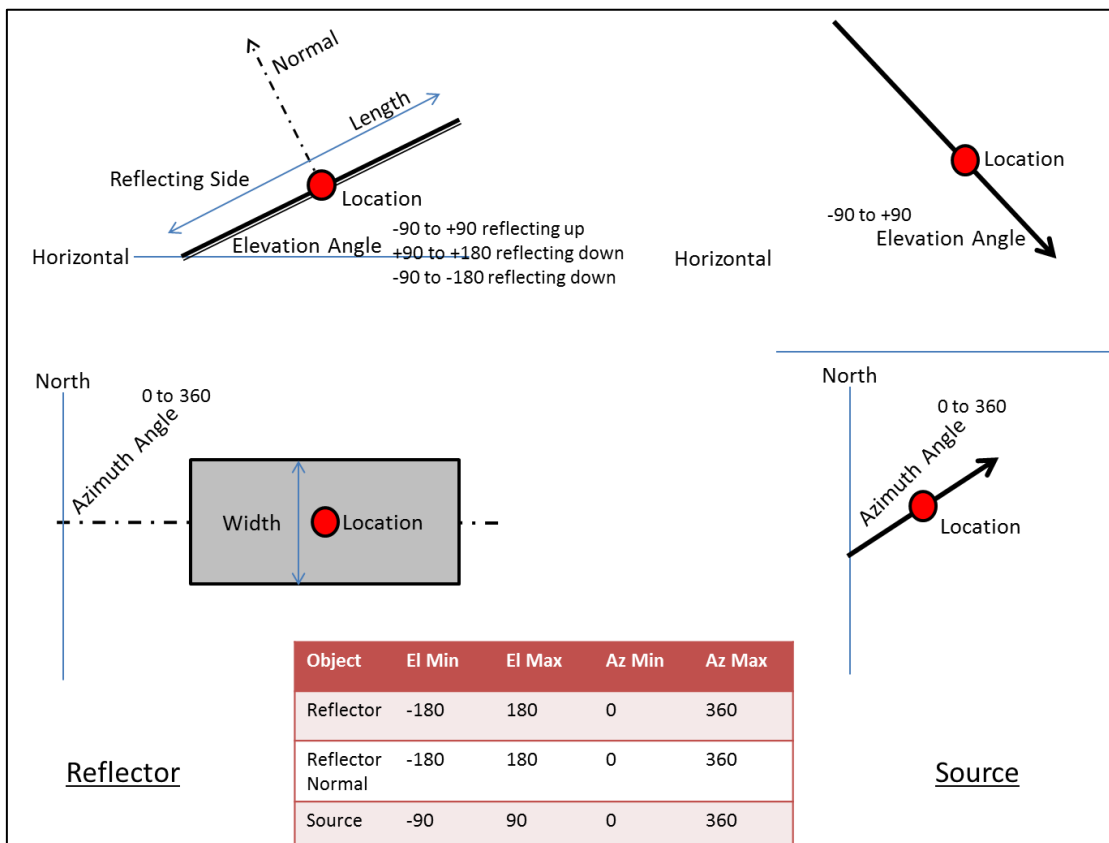 Normal
Length
Reflecting Side
Location
Elevation Angle
-90 to +90 reflecting up
+90 to +180 reflecting down
-90 to -180 reflecting down
Horizontal
Location
-90 to +90
Elevation Angle
Horizontal
North
0 to 360
Azimuth Angle
Width
Location
North
0 to 360
Azimuth Angle
Location
Object El Min El Max Az Min Az Max
Reflector -180 180 0 360
Reflector
Normal -180 180 0 360
Source -90 90 0 360
Reflector
Source